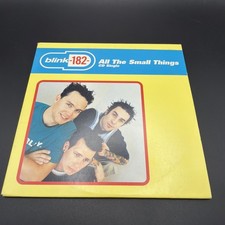 blink-182- All The Small Things
CD Single